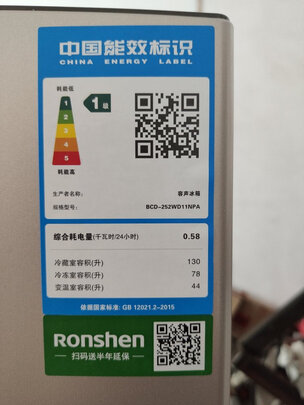 中国能效标识
CHINA ENERGY LABEL
耗能低
1
2
3
4
5
耗能高
1级
生产者名称: 容声冰箱
规格型号: BCD-252WD11NPA
综合耗电量(千瓦时/24小时) 0.58
冷藏室容积(升) 130
冷冻室容积(升) 78
变温室容积(升) 44
依据国家标准: GB 12021.2-2015
Ronshen
扫码送半年延保